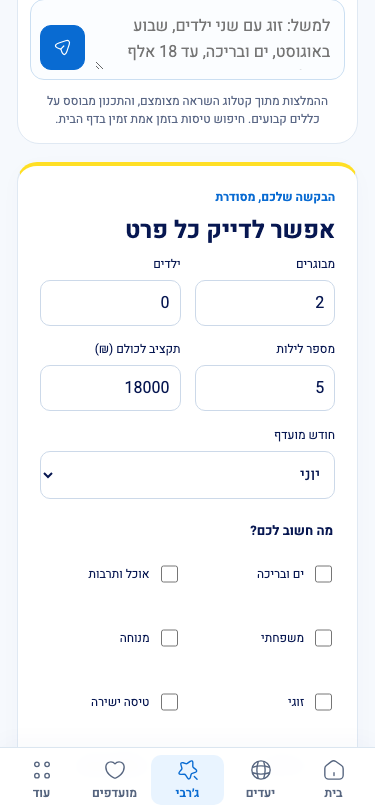 למשל: זוג עם שני ילדים, שבוע
באוגוסט, ים ובריכה, עד 18 אלף
ההמלצות מתוך קטלוג השראה מצומצם, והתכנון מבוסס על
כללים קבועים. חיפוש טיסות בזמן אמת זמין בדף הבית.
הבקשה שלכם, מסודרת
אפשר לדייק כל פרט
מבוגרים
ילדים
2
0
מספר לילות
תקציב לכולם (₪)
5
18000
חודש מועדף
יוני
מה חשוב לכם?
ים ובריכה
אוכל ותרבות
משפחתי
מנוחה
זוגי
טיסה ישירה
בית
יעדים
ג'רבי
מועדפים
עוד